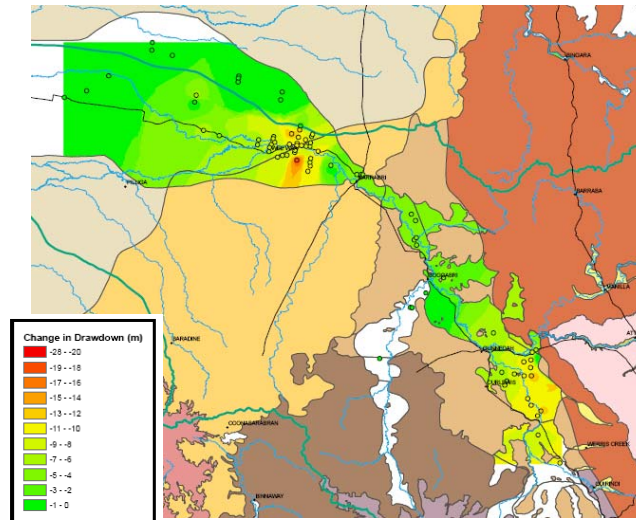 BINGARA
WEE WAA
PILLIGA
NARRABRI
BARRABA
BOGGABRI
MANILLA
ATT
BARADINE
GUNNEDAH
CURLEWIS
COONABARABRAN
WERRIS CREEK
QUIRINDI
BINNAWAY
Change in Drawdown (m)
-28 - -20
-19 - -18
-17 - -16
-15 - -14
-13 - -12
-11 - -10
-9 - -8
-7 - -6
-5 - -4
-3 - -2
-1 - 0